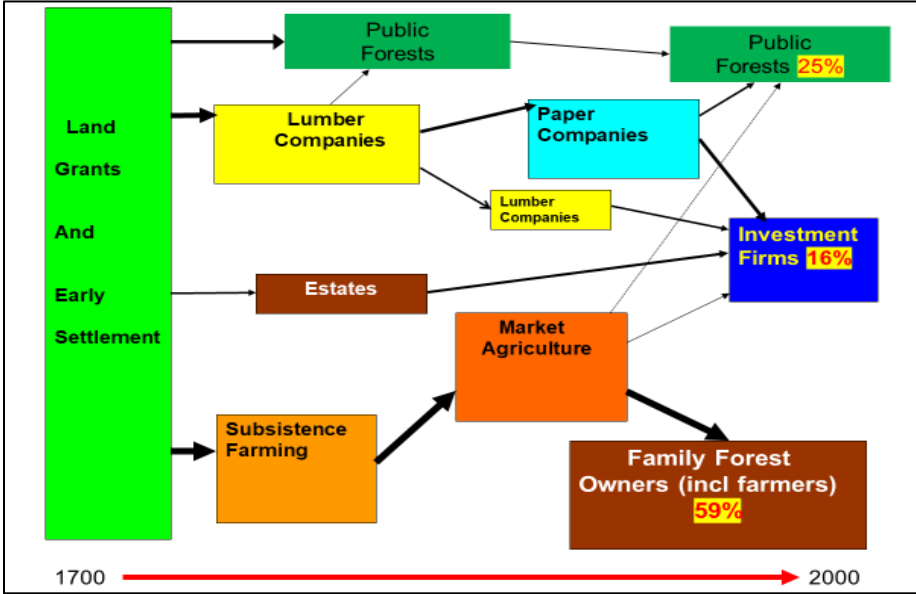 Land
Grants
And
Early
Settlement
Public
Forests
Public
Forests 25%
Lumber
Companies
Paper
Companies
Lumber
Companies
Investment
Firms 16%
Estates
Market
Agriculture
Subsistence
Farming
Family Forest
Owners (incl farmers)
59%
1700
2000